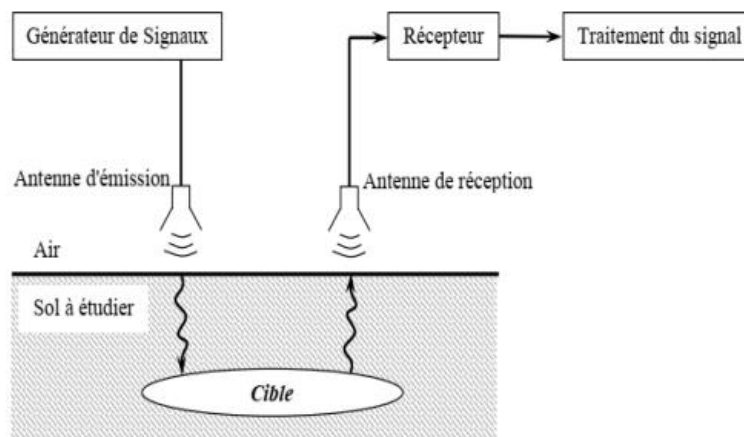 Générateur de Signaux
Récepteur
Traitement du signal
Antenne d'émission
Antenne de réception
Air
Sol à étudier
Cible